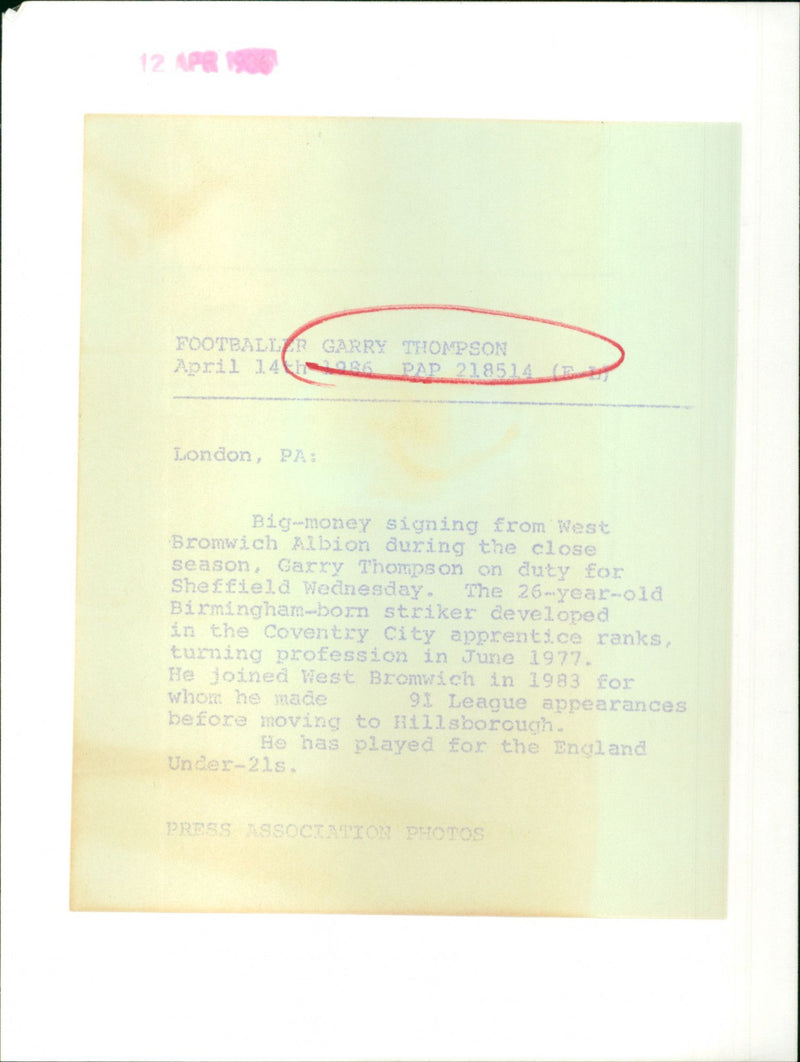 12 APR 1986
FOOTBALLER GARRY THOMPSON
April 14th 1986 PAP 218514 (E-L)
London, PA:
Big-money signing from West
Bromwich Albion during the close
season, Garry Thompson on duty for
Sheffield Wednesday. The 26-year-old
Birmingham-born striker developed
in the Coventry City apprentice ranks,
turning profession in June 1977.
He joined West Bromwich in 1983 for
whom he made 91 League appearances
before moving to Hillsborough.
He has played for the England
Under-21s.
PRESS ASSOCIATION PHOTOS